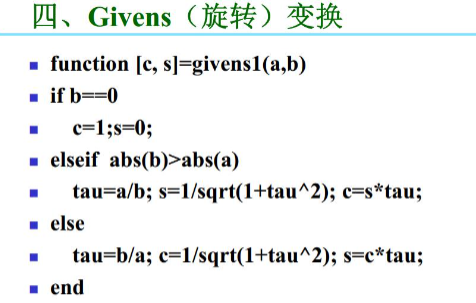 四、Givens（旋转）变换
function [c, s]=givens1(a,b)
if b==0
c=1;s=0;
elseif abs(b)>abs(a)
tau=a/b; s=1/sqrt(1+tau^2); c=s*tau;
else
tau=b/a; c=1/sqrt(1+tau^2); s=c*tau;
end